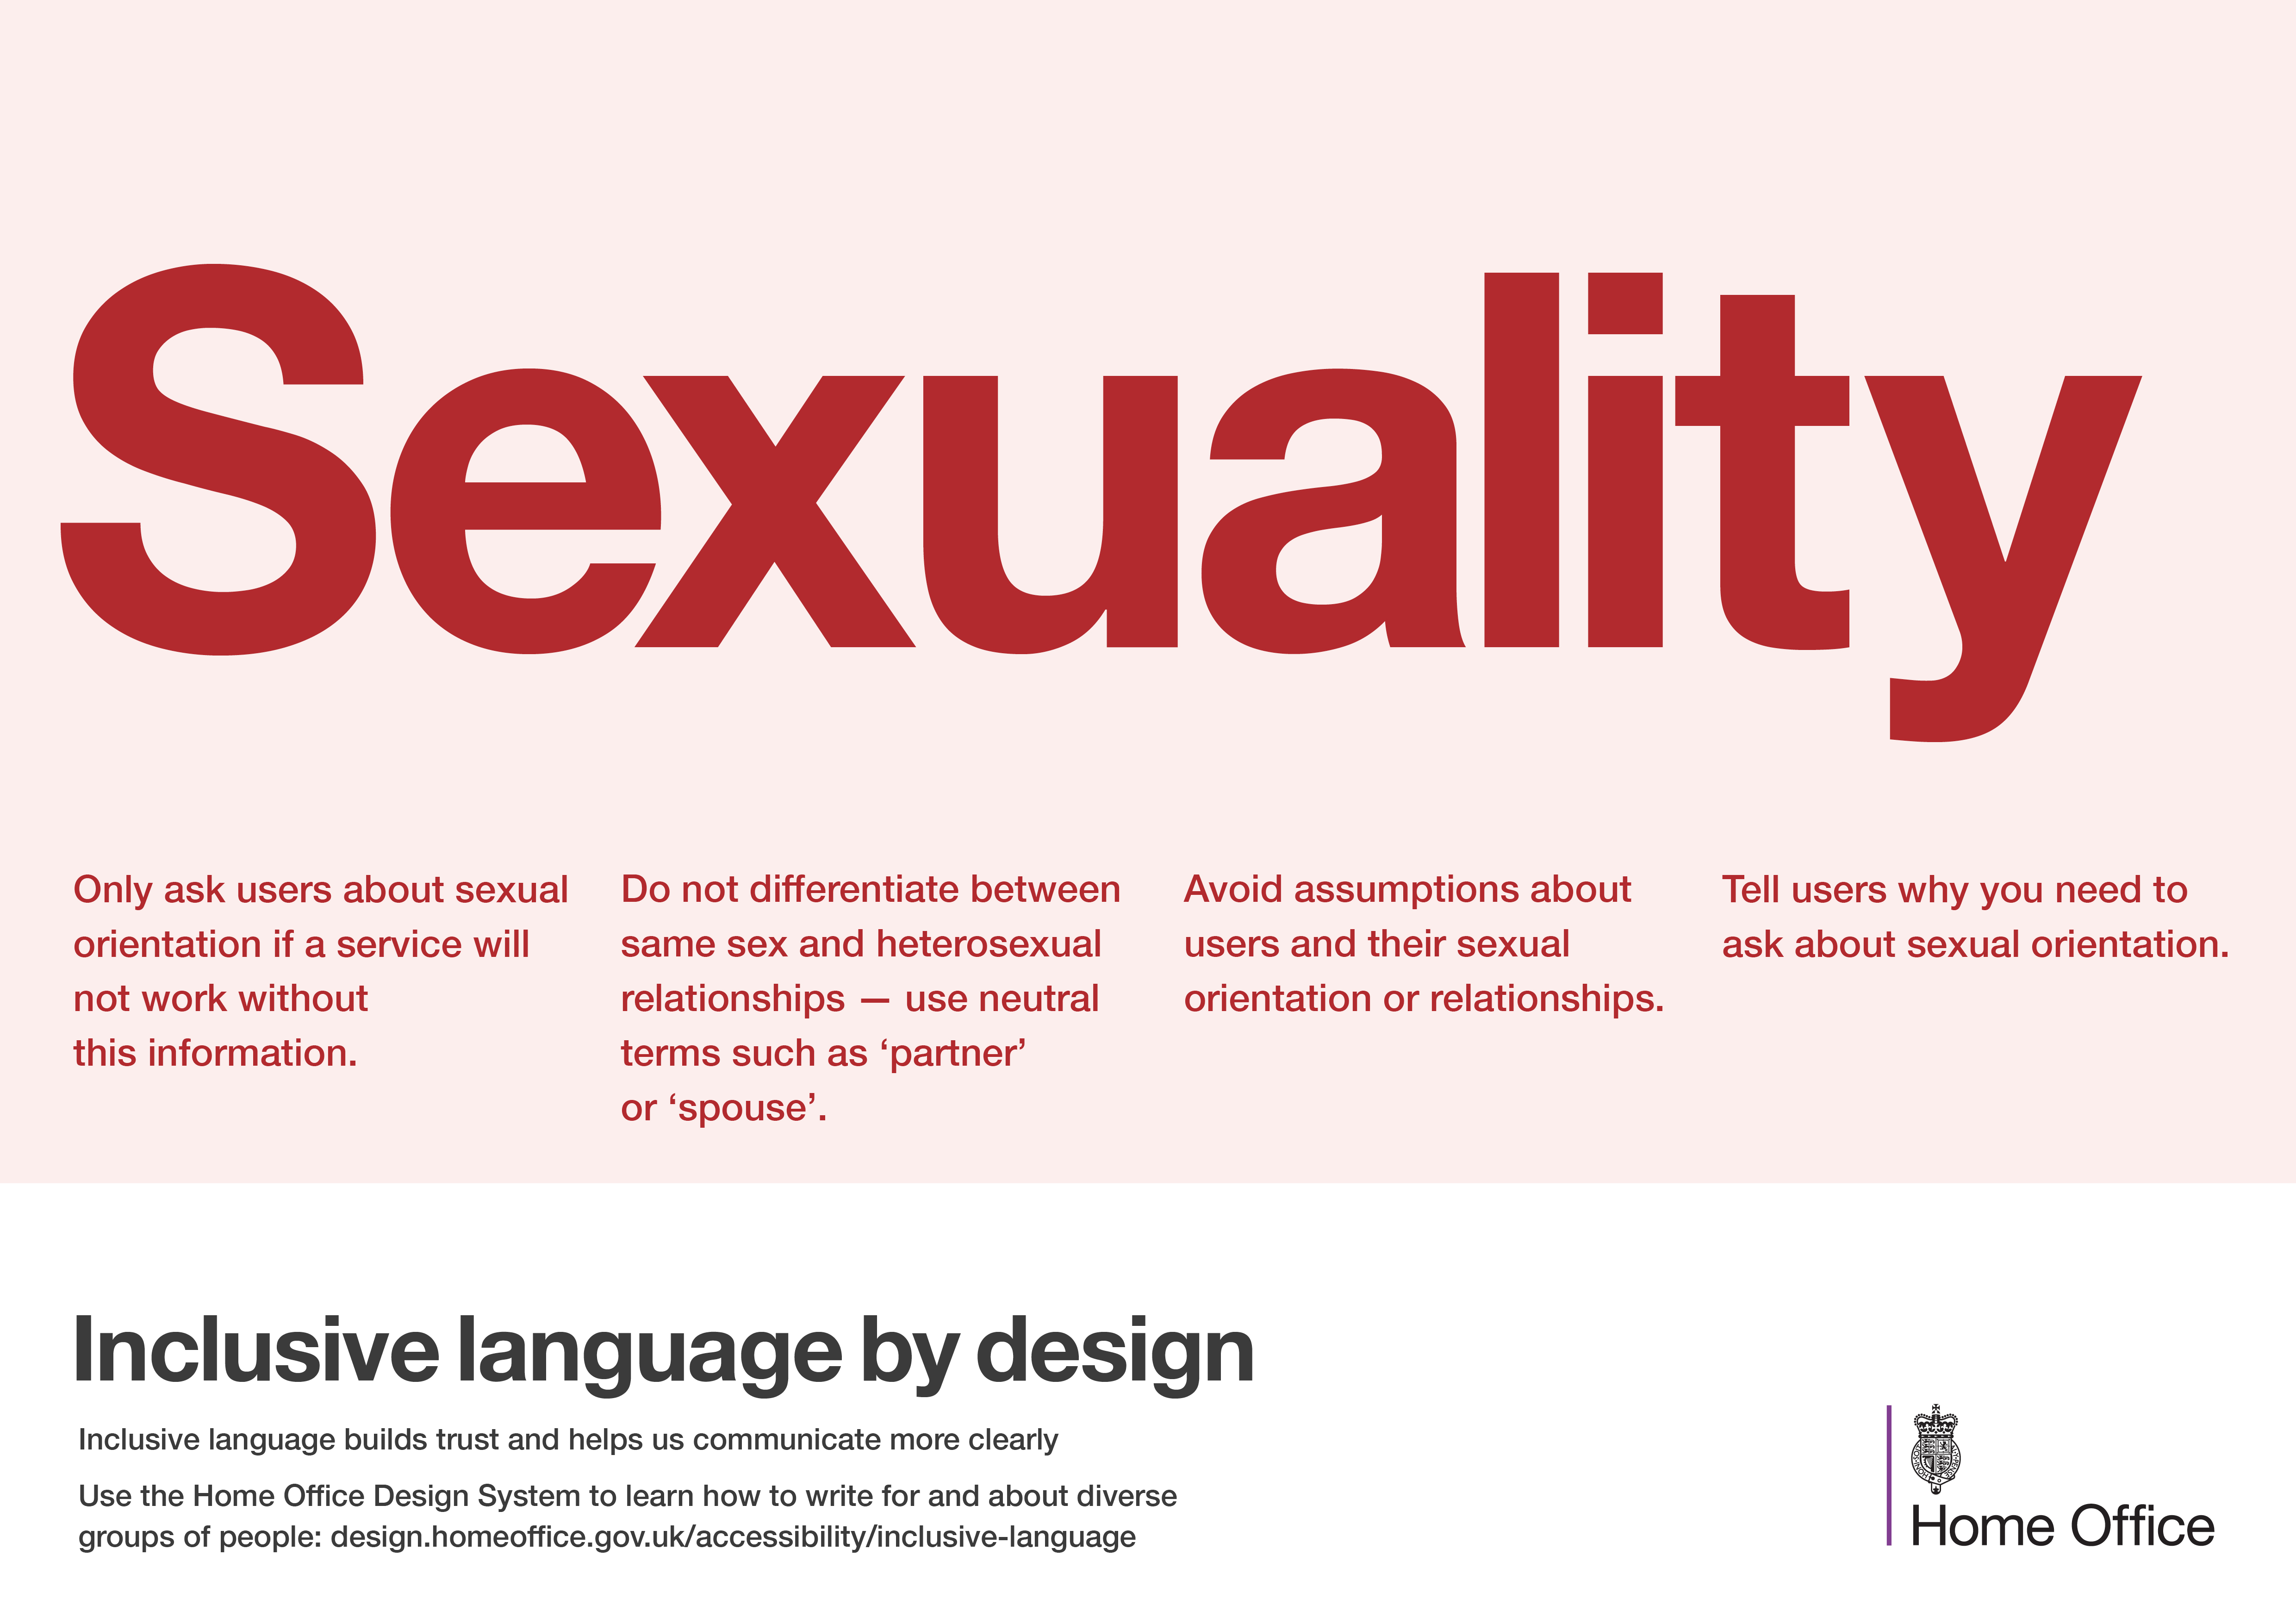 Sexuality
Only ask users about sexual
orientation if a service will
not work without
this information.
Do not differentiate between
same sex and heterosexual
relationships — use neutral
terms such as ‘partner’
or ‘spouse’.
Avoid assumptions about
users and their sexual
orientation or relationships.
Tell users why you need to
ask about sexual orientation.
Inclusive language by design
Inclusive language builds trust and helps us communicate more clearly
Use the Home Office Design System to learn how to write for and about diverse
groups of people: design.homeoffice.gov.uk/accessibility/inclusive-language
Home Office